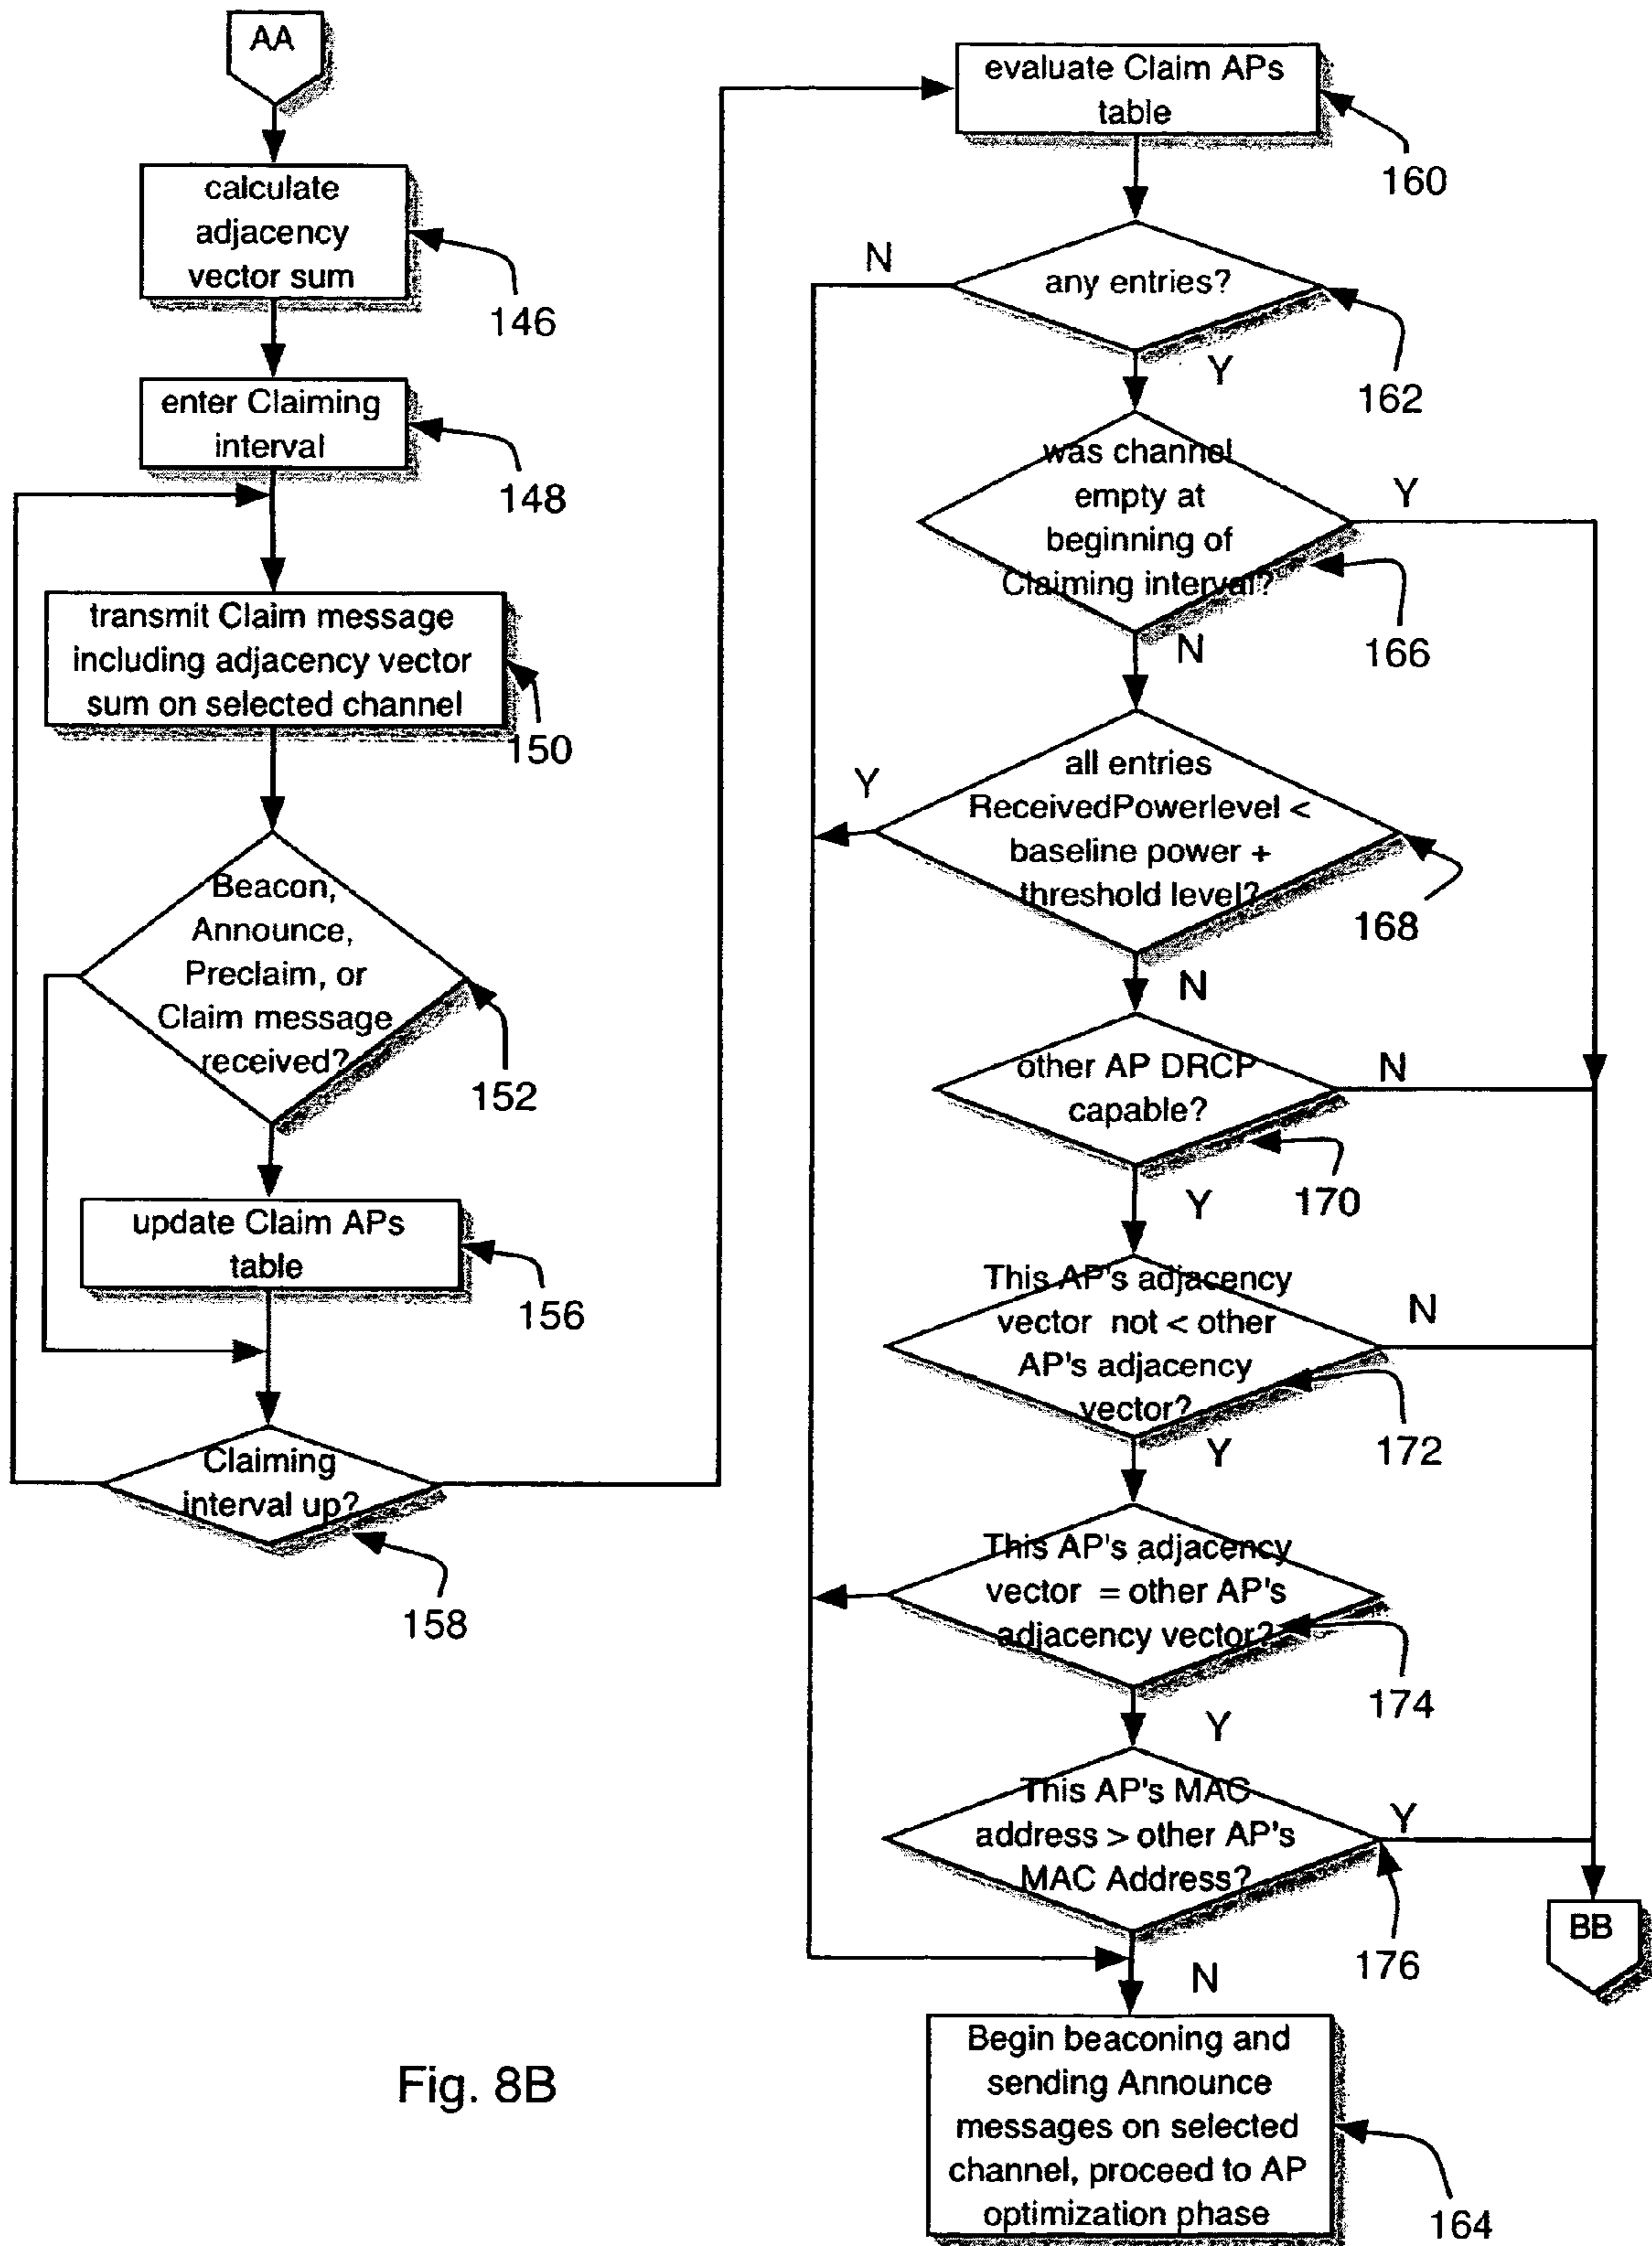 AA
calculate
adjacency
vector sum
146
enter Claiming
interval
148
transmit Claim message
including adjacency vector
sum on selected channel
150
Beacon,
Announce,
Preclaim, or
Claim message
received?
152
update Claim APs
table
156
Claiming
interval up?
158
evaluate Claim APs
table
160
N
any entries?
Y
162
was channel
empty at
beginning of
Claiming interval?
Y
N
166
Y
all entries
ReceivedPowerlevel <
baseline power +
threshold level?
168
N
other AP DRCP
capable?
N
170
Y
This AP's adjacency
vector not < other
AP's adjacency
vector?
N
172
Y
This AP's adjacency
vector = other AP's
adjacency vector?
174
Y
This AP's MAC
address > other AP's
MAC Address?
Y
176
N
BB
Begin beaconing and
sending Announce
messages on selected
channel, proceed to AP
optimization phase
164
Fig. 8B